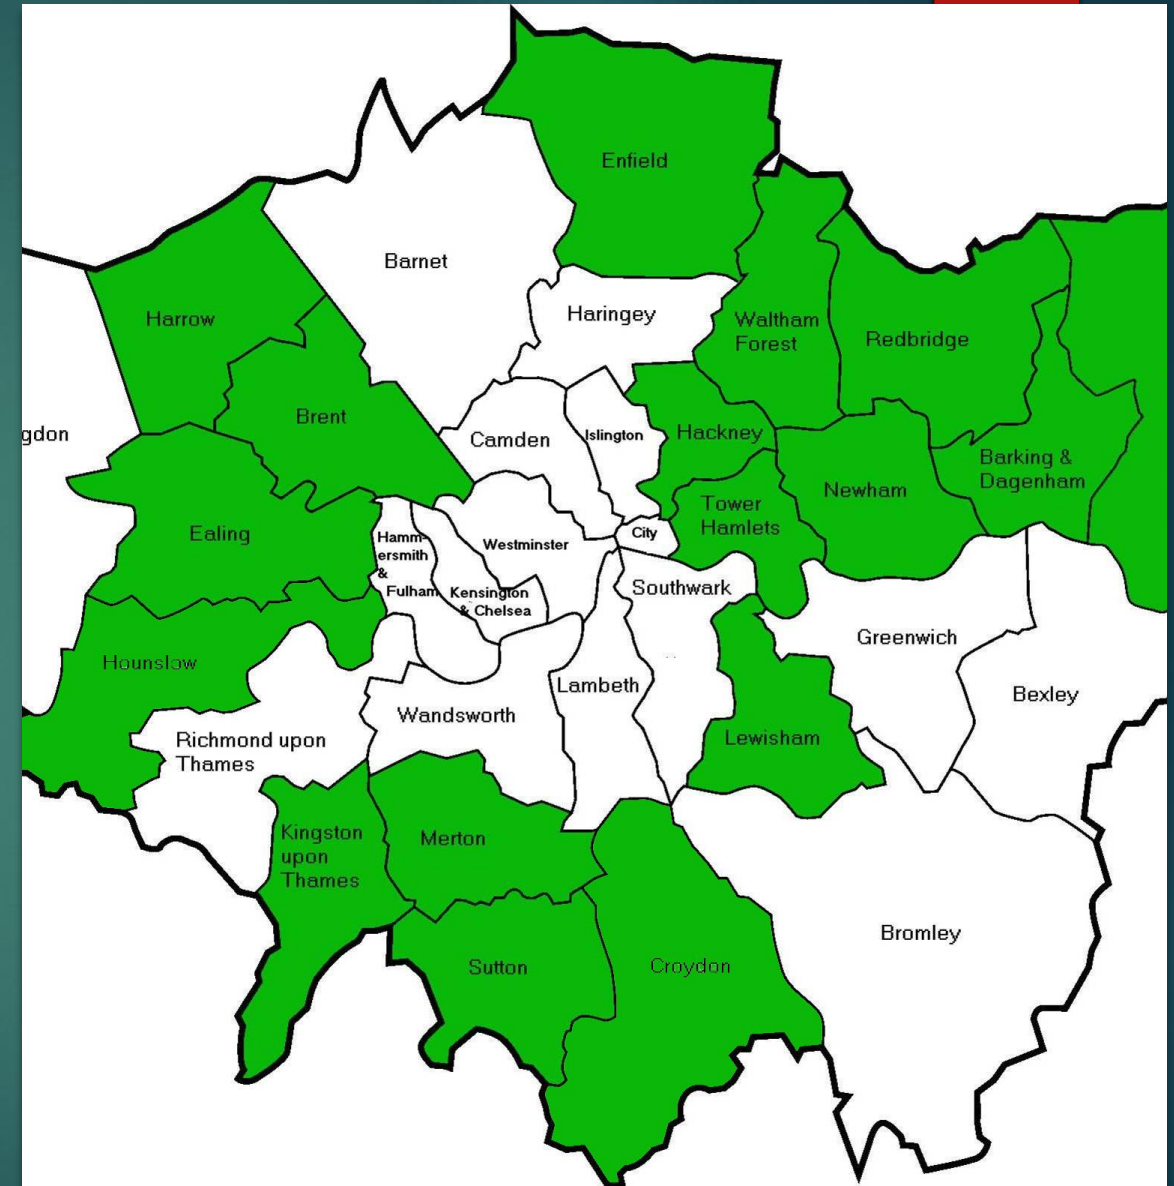 Enfield
Barnet
Haringey
Harrow
Waltham
Forest
Redbridge
Brent
gdon
Camden
Islington
Hackney
Barking &
Dagenham
Newham
Tower
Hamlets
Ealing
City
Hamm-
ersmith
&
Fulham
Westminster
Kensington
& Chelsea
Southwark
Greenwich
Hounslow
Lambeth
Bexley
Wandsworth
Richmond upon
Thames
Lewisham
Kingston
upon
Thames
Merton
Bromley
Sutton
Croydon